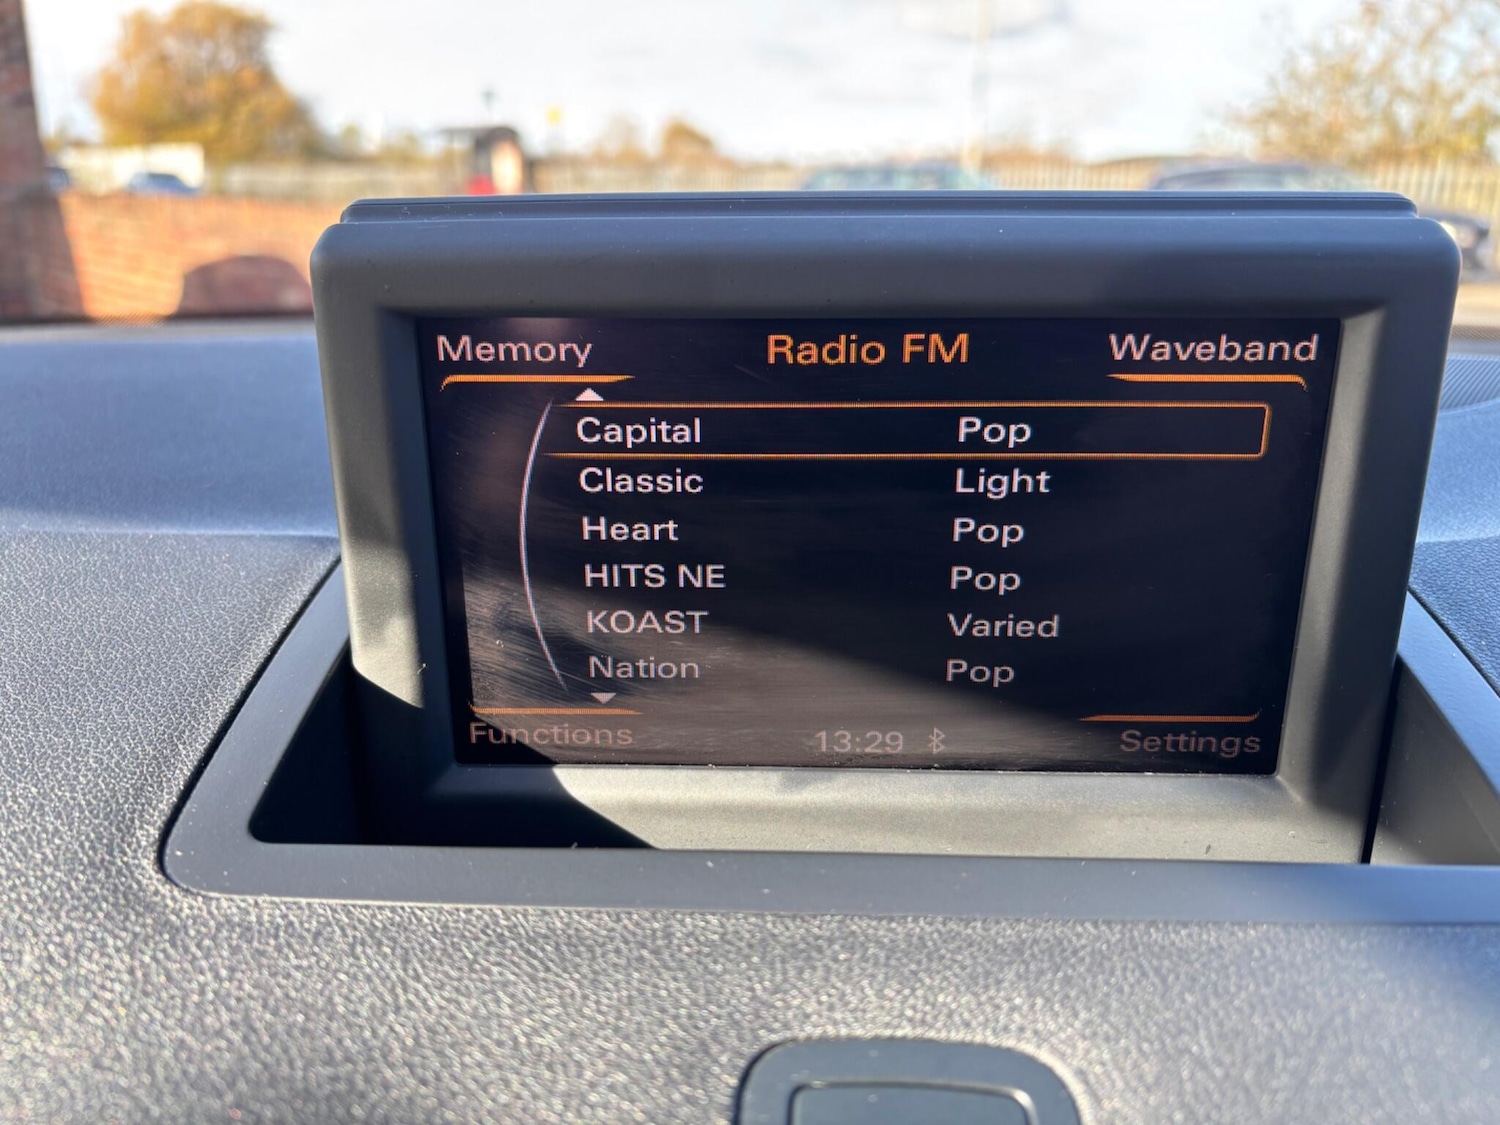 Memory Radio FM Waveband
Capital Pop
Classic Light
Heart Pop
HITS NE Pop
KOAST Varied
Nation Pop
Functions 13:29 Settings